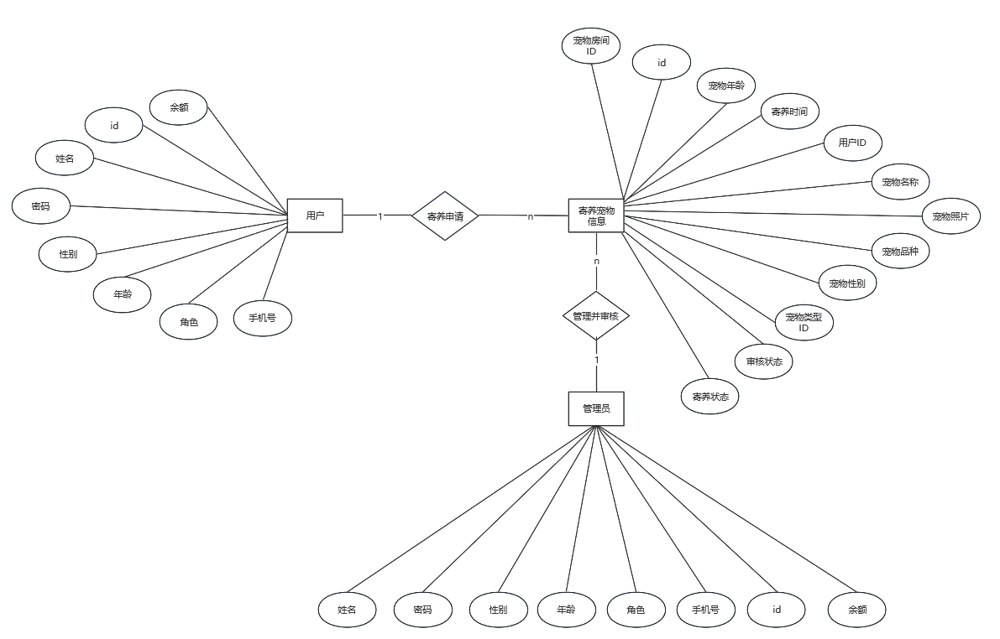 宠物房间
ID
id
宠物年龄
余额
寄养时间
id
用户ID
姓名
宠物名称
密码
用户
1
寄养申请
n
寄养宠物
信息
宠物照片
性别
宠物品种
n
宠物性别
年龄
角色
手机号
管理并审核
宠物类型
ID
1
审核状态
寄养状态
管理员
姓名
密码
性别
年龄
角色
手机号
id
余额